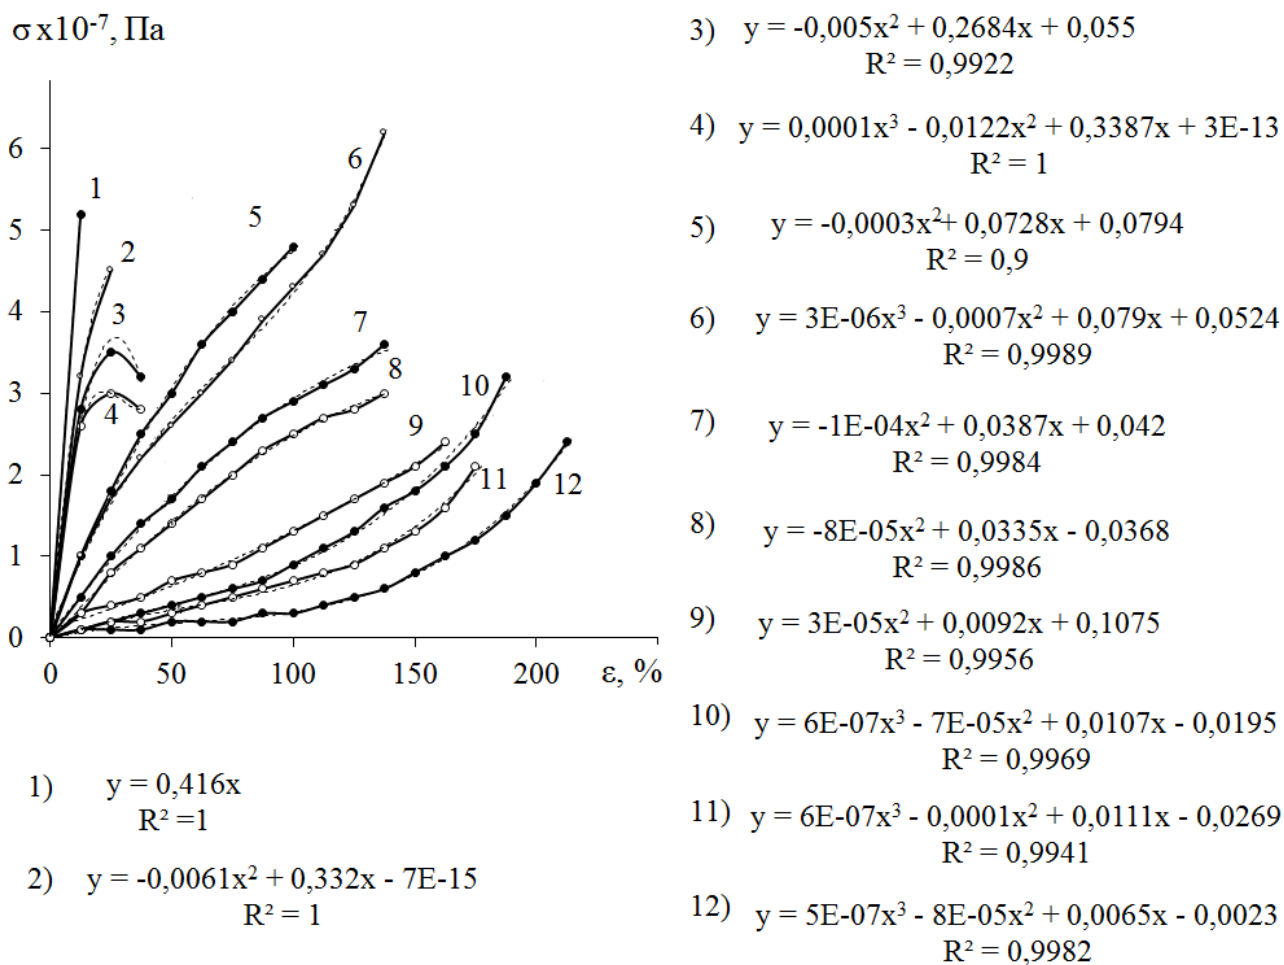 σ x10⁻⁷, Па
6
5
4
3
2
1
0
0 50 100 150 200 ε, %
1
2
3
4
5
6
7
8
9
10
11
12
1) y = 0,416x
R² =1
2) y = -0,0061x² + 0,332x - 7E-15
R² = 1
3) y = -0,005x² + 0,2684x + 0,055
R² = 0,9922
4) y = 0,0001x³ - 0,0122x² + 0,3387x + 3E-13
R² = 1
5) y = -0,0003x²+ 0,0728x + 0,0794
R² = 0,9
6) y = 3E-06x³ - 0,0007x² + 0,079x + 0,0524
R² = 0,9989
7) y = -1E-04x² + 0,0387x + 0,042
R² = 0,9984
8) y = -8E-05x² + 0,0335x - 0,0368
R² = 0,9986
9) y = 3E-05x² + 0,0092x + 0,1075
R² = 0,9956
10) y = 6E-07x³ - 7E-05x² + 0,0107x - 0,0195
R² = 0,9969
11) y = 6E-07x³ - 0,0001x² + 0,0111x - 0,0269
R² = 0,9941
12) y = 5E-07x³ - 8E-05x² + 0,0065x - 0,0023
R² = 0,9982